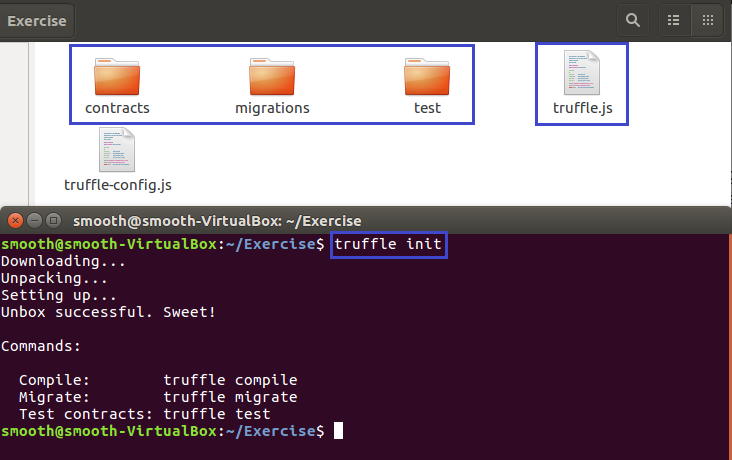 Exercise
contracts migrations test truffle.js
truffle-config.js
smooth@smooth-VirtualBox: ~/Exercise
smooth@smooth-VirtualBox:~/Exercise$ truffle init
Downloading...
Unpacking...
Setting up...
Unbox successful. Sweet!
Commands:
Compile: truffle compile
Migrate: truffle migrate
Test contracts: truffle test
smooth@smooth-VirtualBox:~/Exercise$